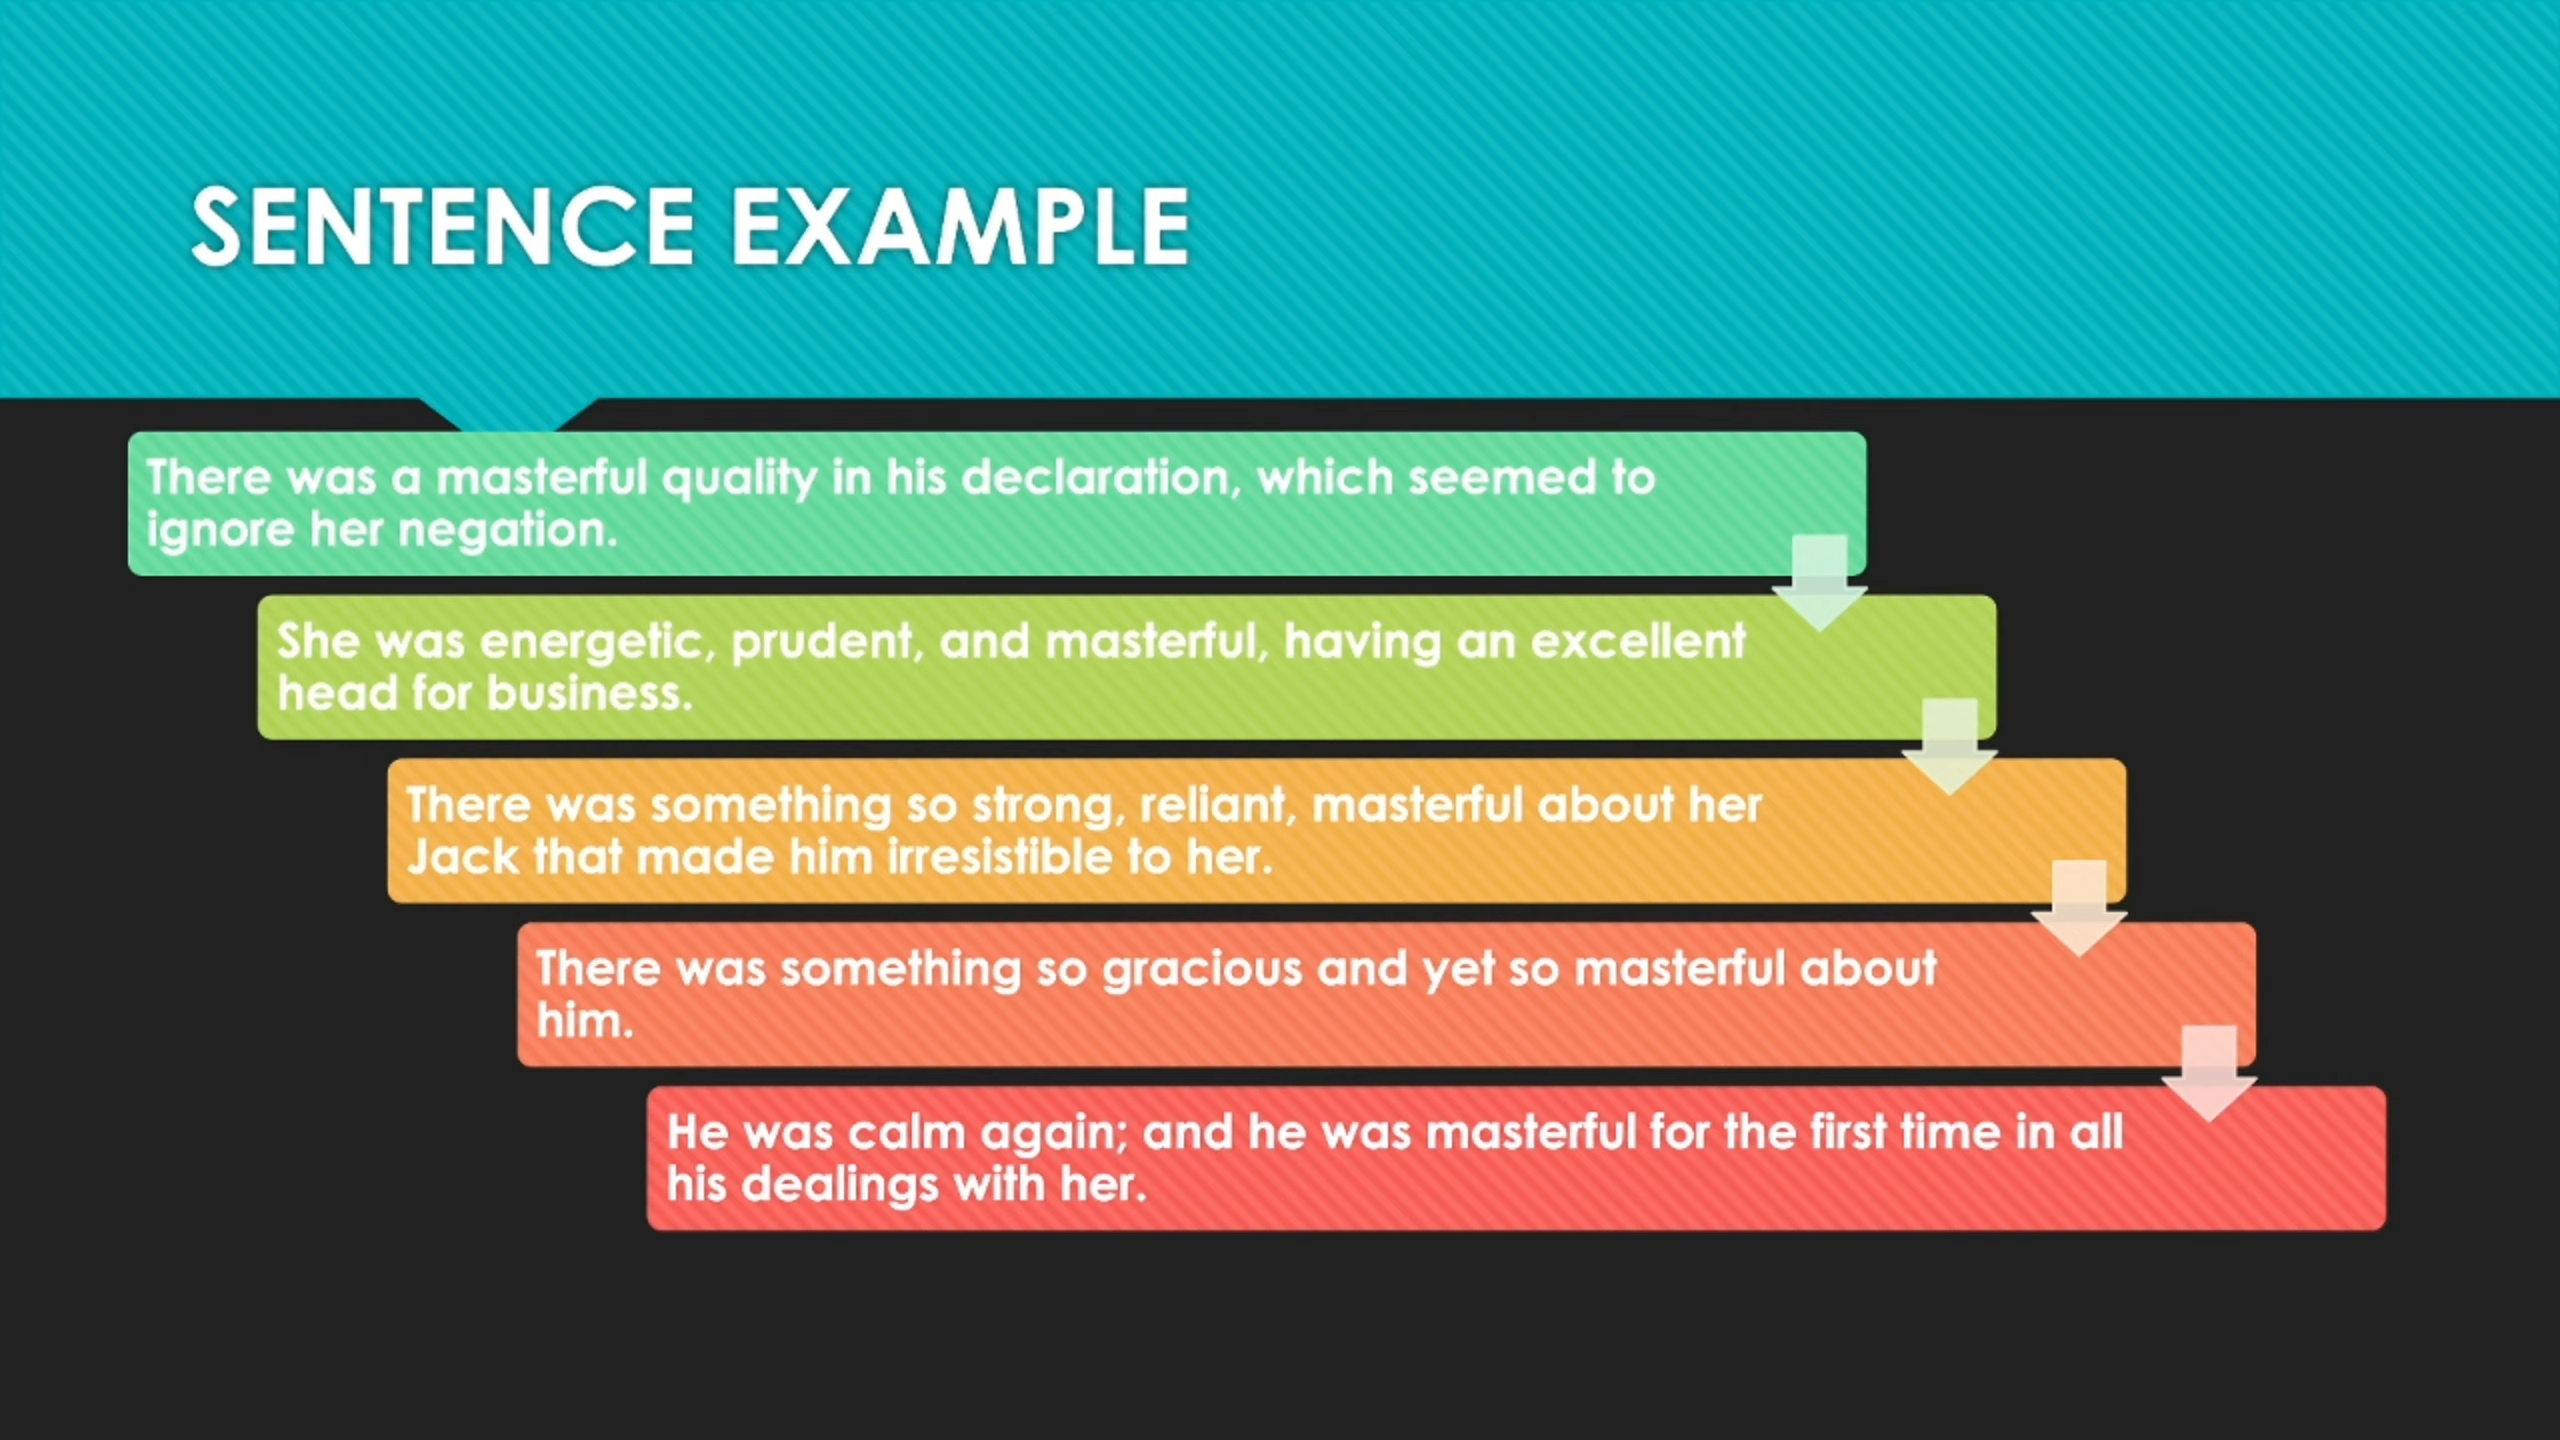 SENTENCE EXAMPLE
There was a masterful quality in his declaration, which seemed to
ignore her negation.
She was energetic, prudent, and masterful, having an excellent
head for business.
There was something so strong, reliant, masterful about her
Jack that made him irresistible to her.
There was something so gracious and yet so masterful about
him.
He was calm again; and he was masterful for the first time in all
his dealings with her.